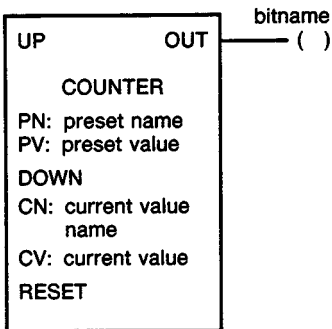 bitname
UP OUT ( )
COUNTER
PN: preset name
PV: preset value
DOWN
CN: current value
name
CV: current value
RESET